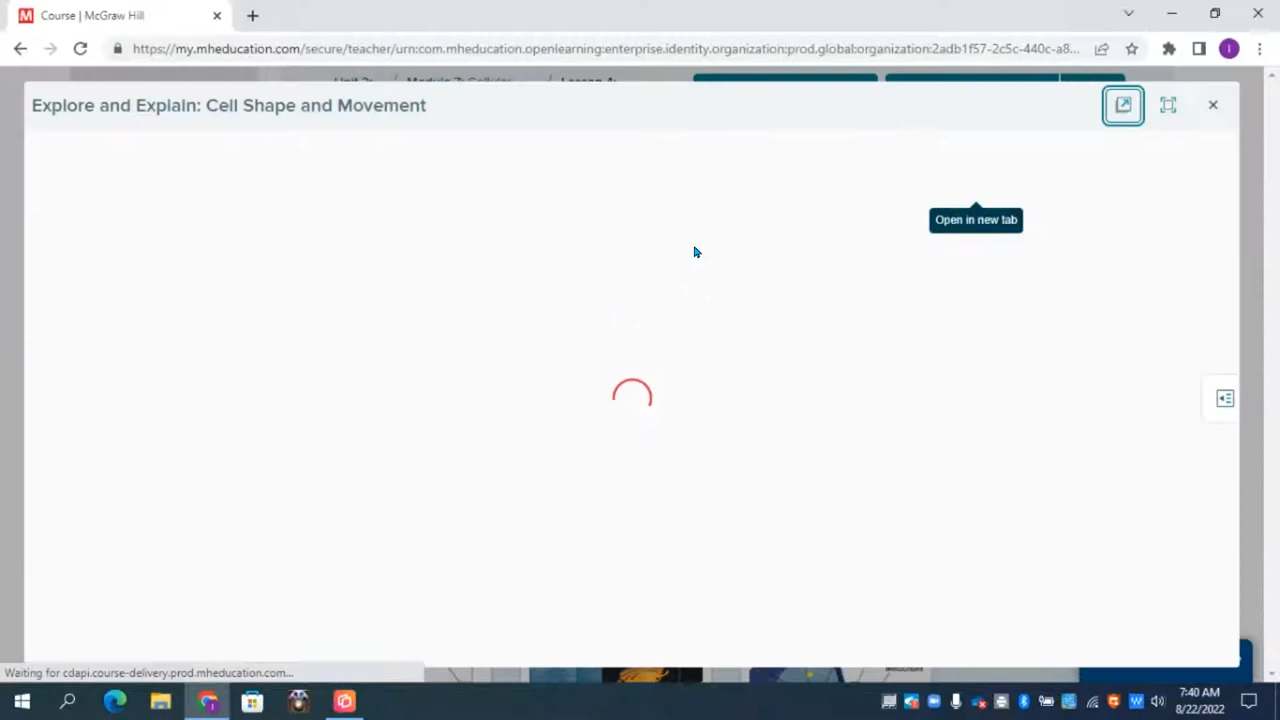 Course | McGraw Hill
https://my.mheducation.com/secure/teacher/urn:com.mheducation.openlearning:enterprise.identity.organization:prod.global:organization:2adb1f57-2c5c-440c-a8...
Explore and Explain: Cell Shape and Movement
Open in new tab
Waiting for cdapi.course-delivery.prod.mheducation.com...
7:40 AM
8/22/2022